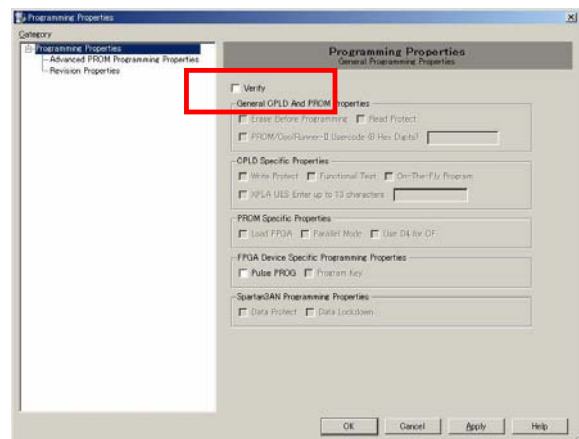 Programming Properties
Category
Programming Properties
Advanced PROM Programming Properties
Revision Properties
Programming Properties
General Programming Properties
Verify
General CPLD And PROM Properties
Erase Before Programming Read Protect
PROM/CoolRunner-II Usercode (8 Hex Digits)
CPLD Specific Properties
Write Protect Functional Test On-The-Fly Program
XPLA UES Enter up to 13 characters
PROM Specific Properties
Load FPGA Parallel Mode Use D4 for CF
FPGA Device Specific Programming Properties
Pulse PROG Program Key
Spartan3AN Programming Properties
Data Protect Data Lockdown
OK Cancel Apply Help